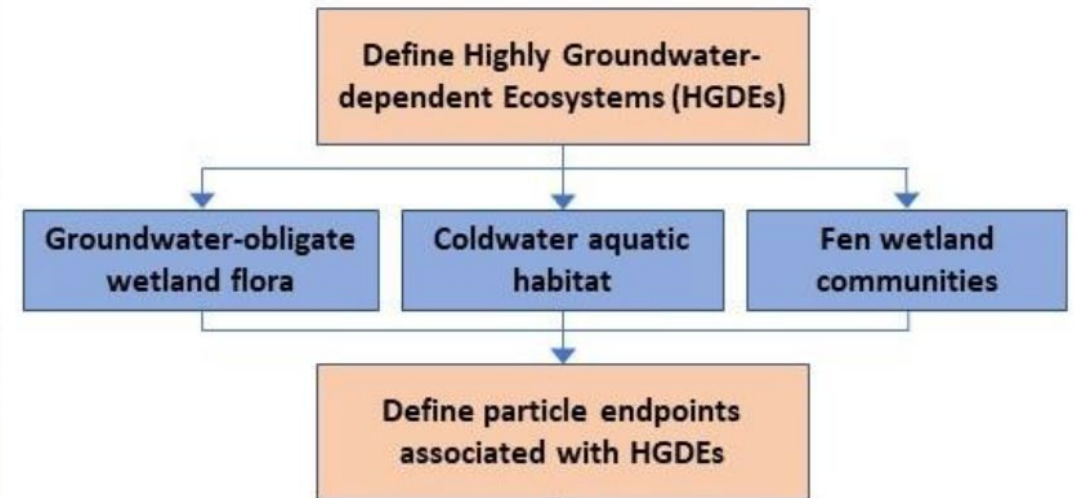 Define Highly Groundwater-
dependent Ecosystems (HGDEs)
Groundwater-obligate
wetland flora
Coldwater aquatic
habitat
Fen wetland
communities
Define particle endpoints
associated with HGDEs